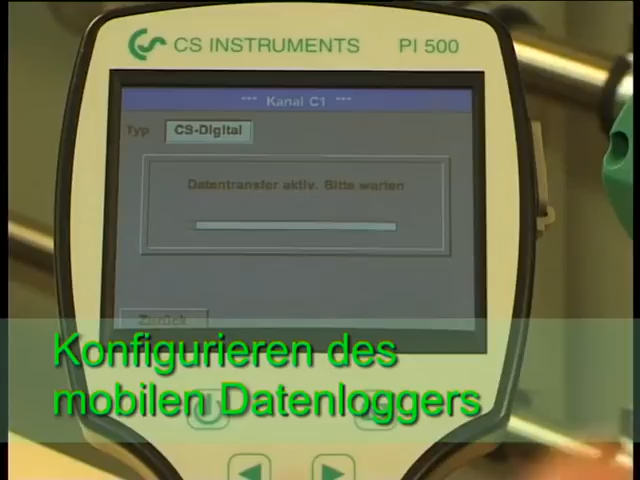 CS INSTRUMENTS PI 500
*** Kanal C1 ***
Typ CS-Digital
Datentransfer aktiv. Bitte warten
Zurück
Konfigurieren des
mobilen Datenloggers